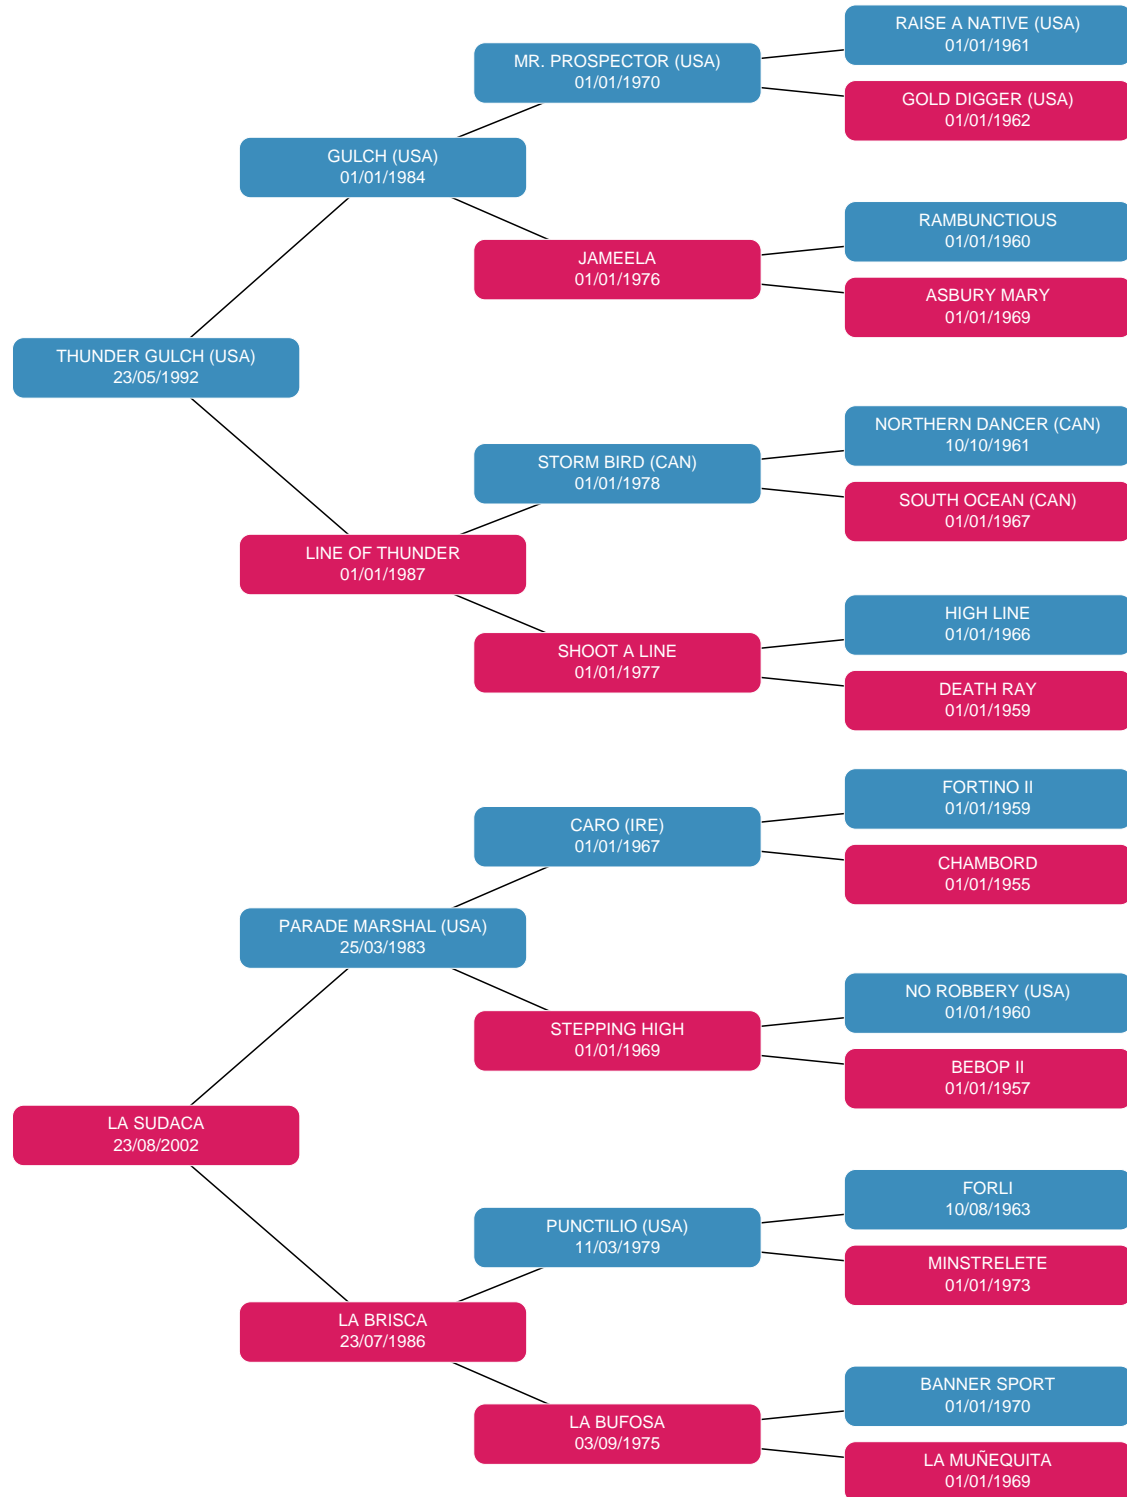 RAISE A NATIVE (USA)
01/01/1961
MR. PROSPECTOR (USA)
01/01/1970
GOLD DIGGER (USA)
01/01/1962
GULCH (USA)
01/01/1984
RAMBUNCTIOUS
01/01/1960
JAMEELA
01/01/1976
ASBURY MARY
01/01/1969
THUNDER GULCH (USA)
23/05/1992
NORTHERN DANCER (CAN)
10/10/1961
STORM BIRD (CAN)
01/01/1978
SOUTH OCEAN (CAN)
01/01/1967
LINE OF THUNDER
01/01/1987
HIGH LINE
01/01/1966
SHOOT A LINE
01/01/1977
DEATH RAY
01/01/1959
FORTINO II
01/01/1959
CARO (IRE)
01/01/1967
CHAMBORD
01/01/1955
PARADE MARSHAL (USA)
25/03/1983
NO ROBBERY (USA)
01/01/1960
STEPPING HIGH
01/01/1969
BEBOP II
01/01/1957
LA SUDACA
23/08/2002
FORLI
10/08/1963
PUNCTILIO (USA)
11/03/1979
MINSTRELETE
01/01/1973
LA BRISCA
23/07/1986
BANNER SPORT
01/01/1970
LA BUFOSA
03/09/1975
LA MUÑEQUITA
01/01/1969